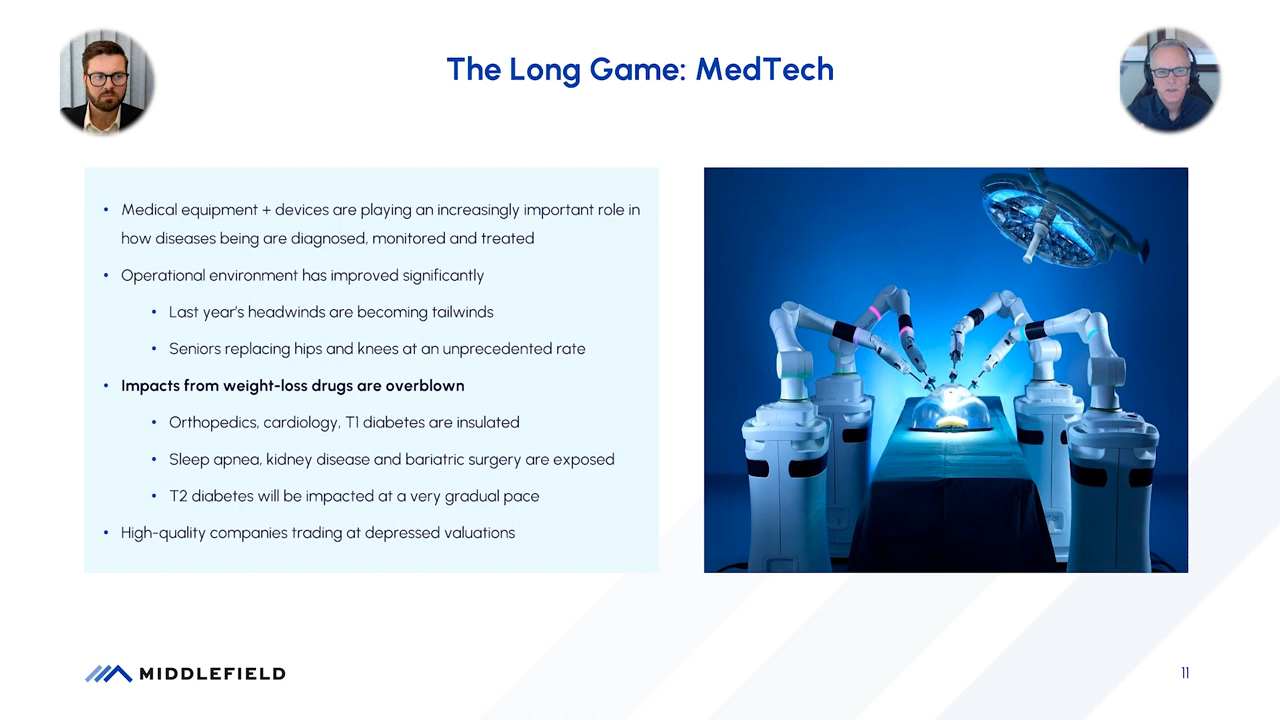 The Long Game: MedTech
• Medical equipment + devices are playing an increasingly important role in
how diseases being are diagnosed, monitored and treated
• Operational environment has improved significantly
• Last year's headwinds are becoming tailwinds
• Seniors replacing hips and knees at an unprecedented rate
• Impacts from weight-loss drugs are overblown
• Orthopedics, cardiology, T1 diabetes are insulated
• Sleep apnea, kidney disease and bariatric surgery are exposed
• T2 diabetes will be impacted at a very gradual pace
• High-quality companies trading at depressed valuations
MIDDLEFIELD
11